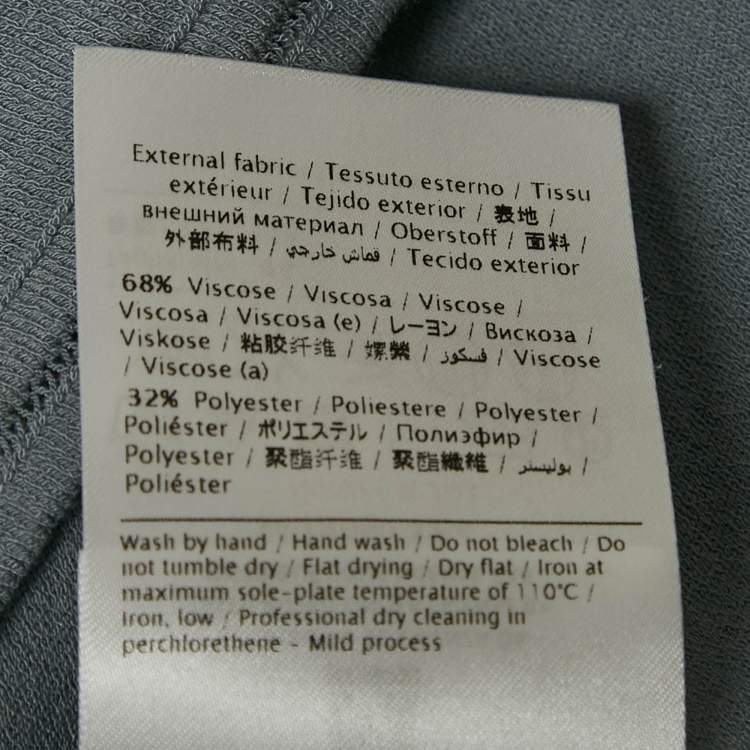 External fabric / Tessuto esterno / Tissu
extérieur / Tejido exterior / 表地 /
внешний материал / Oberstoff / 面料 /
外部布料 / قماش خارجي / Tecido exterior
68% Viscose / Viscosa / Viscose /
Viscosa / Viscosa (e) / レーヨン / Вискоза /
Viskose / 粘胶纤维 / 嫘縈 / فسكوز / Viscose
/ Viscose (a)
32% Polyester / Poliestere / Polyester /
Poliéster / ポリエステル / Полиэфир /
Polyester / 聚酯纤维 / 聚酯纖維 / بوليستر /
Poliéster
Wash by hand / Hand wash / Do not bleach / Do
not tumble dry / Flat drying / Dry flat / Iron at
maximum sole-plate temperature of 110°C /
Iron, low / Professional dry cleaning in
perchlorethene - Mild process